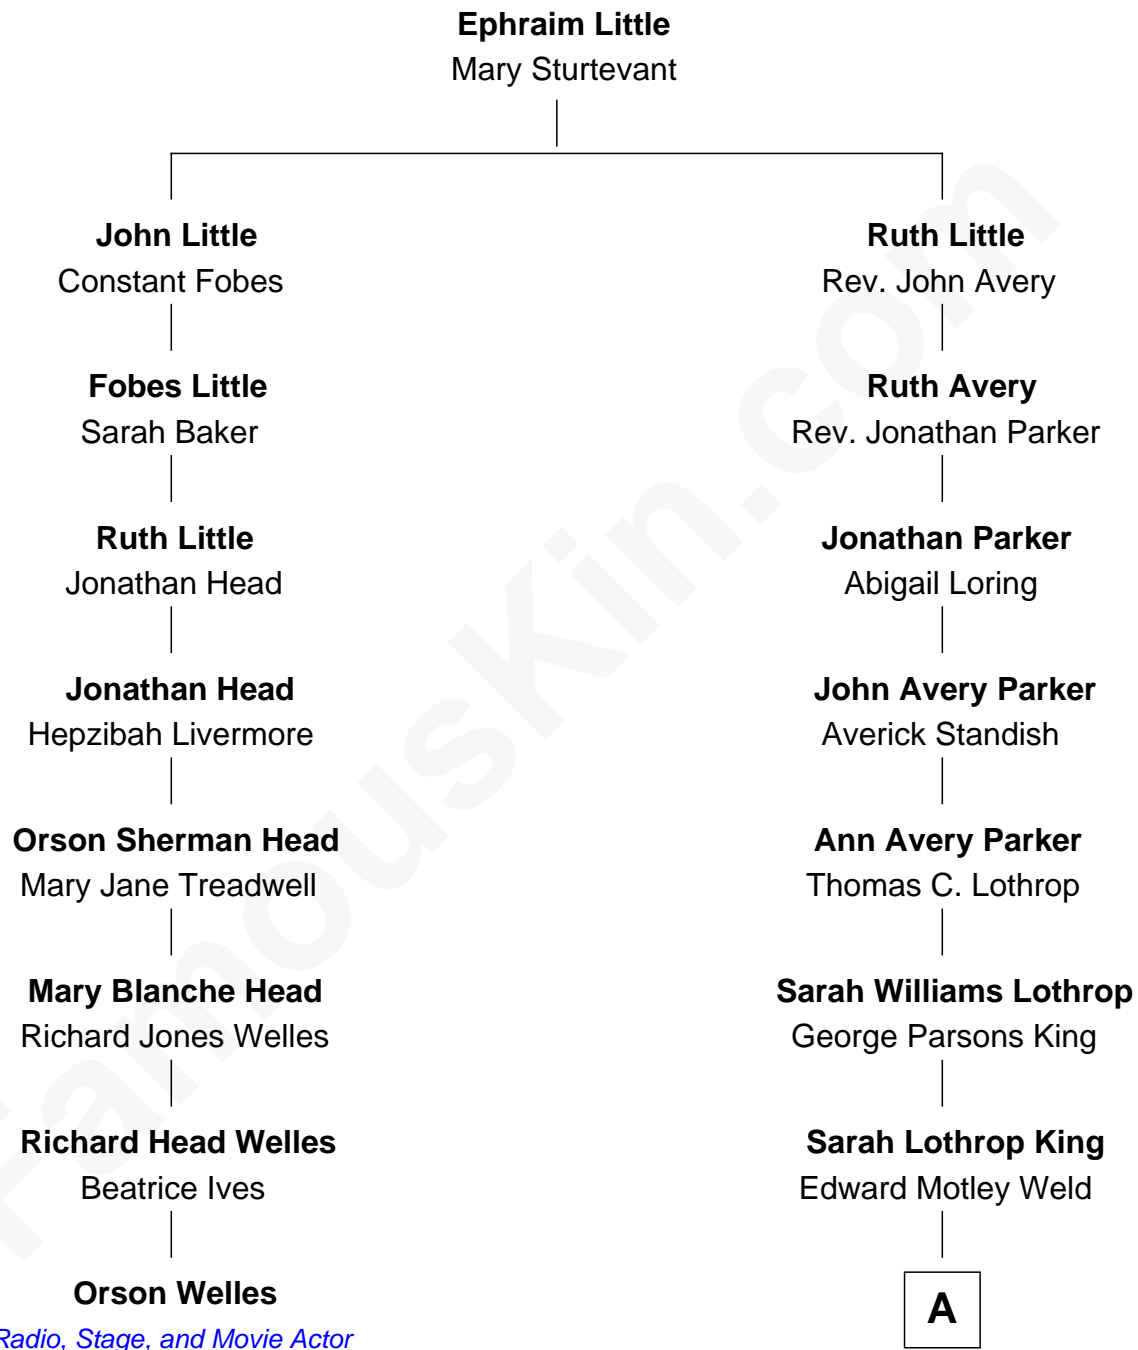 Ephraim Little
Mary Sturtevant
John Little
Constant Fobes
Ruth Little
Rev. John Avery
Fobes Little
Sarah Baker
Ruth Avery
Rev. Jonathan Parker
Ruth Little
Jonathan Head
Jonathan Parker
Abigail Loring
Jonathan Head
Hepzibah Livermore
John Avery Parker
Averick Standish
Orson Sherman Head
Mary Jane Treadwell
Ann Avery Parker
Thomas C. Lothrop
Mary Blanche Head
Richard Jones Welles
Sarah Williams Lothrop
George Parsons King
Richard Head Welles
Beatrice Ives
Sarah Lothrop King
Edward Motley Weld
Orson Welles
Radio, Stage, and Movie Actor
A
FamousKin.com